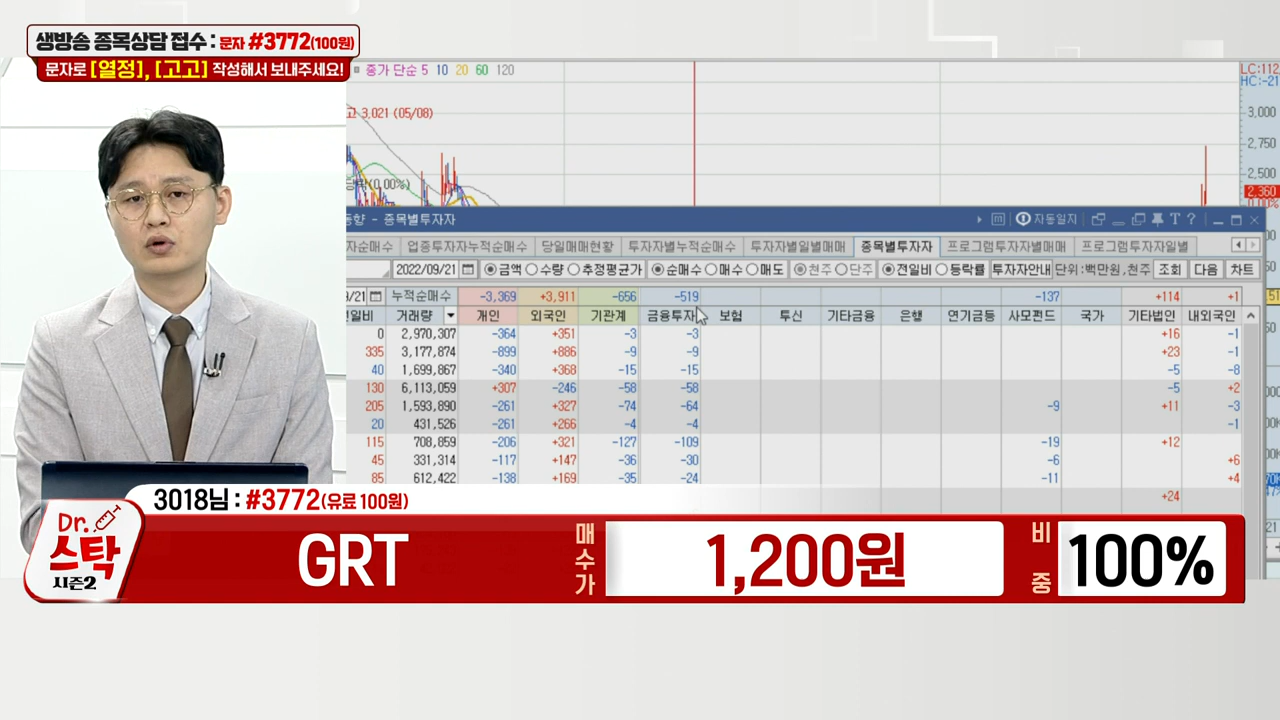 생방송 종목상담 접수 : 문자 #3772(100원)
문자로 [열정], [고고] 작성해서 보내주세요!
종가 단순 5 10 20 60 120
LC:112
HC:-21
고 3,021 (05/08)
3,000
2,750
2,500
2,360
동향 - 종목별투자자
자동일지
자순매수 업종투자자누적순매수 당일매매현황 투자자별누적순매수 투자자별일별매매 종목별투자자 프로그램투자자별매매 프로그램투자자일별
2022/09/21 금액 수량 추정평균가 순매수 매수 매도 천주 단주 전일비 등락률 투자자안내 단위:백만원,천주 조회 다음 차트
/21 누적순매수 -3,369 +3,911 -656 -519 -137 +114 +1
일비 거래량 개인 외국인 기관계 금융투자 보험 투신 기타금융 은행 연기금등 사모펀드 국가 기타법인 내외국인
0 2,970,307 -364 +351 -3 -3 +16 -1
335 3,177,874 -899 +886 -9 -9 +23 -1
40 1,699,867 -340 +368 -15 -15 -5 -8
130 6,113,059 +307 -246 -58 -58 -5 +2
205 1,593,890 -261 +327 -74 -64 -9 +11 -3
20 431,526 -261 +266 -4 -4 -1
115 708,859 -206 +321 -127 -109 -19 +12
45 331,314 -117 +147 -36 -30 -6 +6
85 612,422 -138 +169 -35 -24 -11 +4
+24
3018님 : #3772(유료 100원)
Dr.
스탁
시즌2
GRT
매수가
1,200원
비중
100%